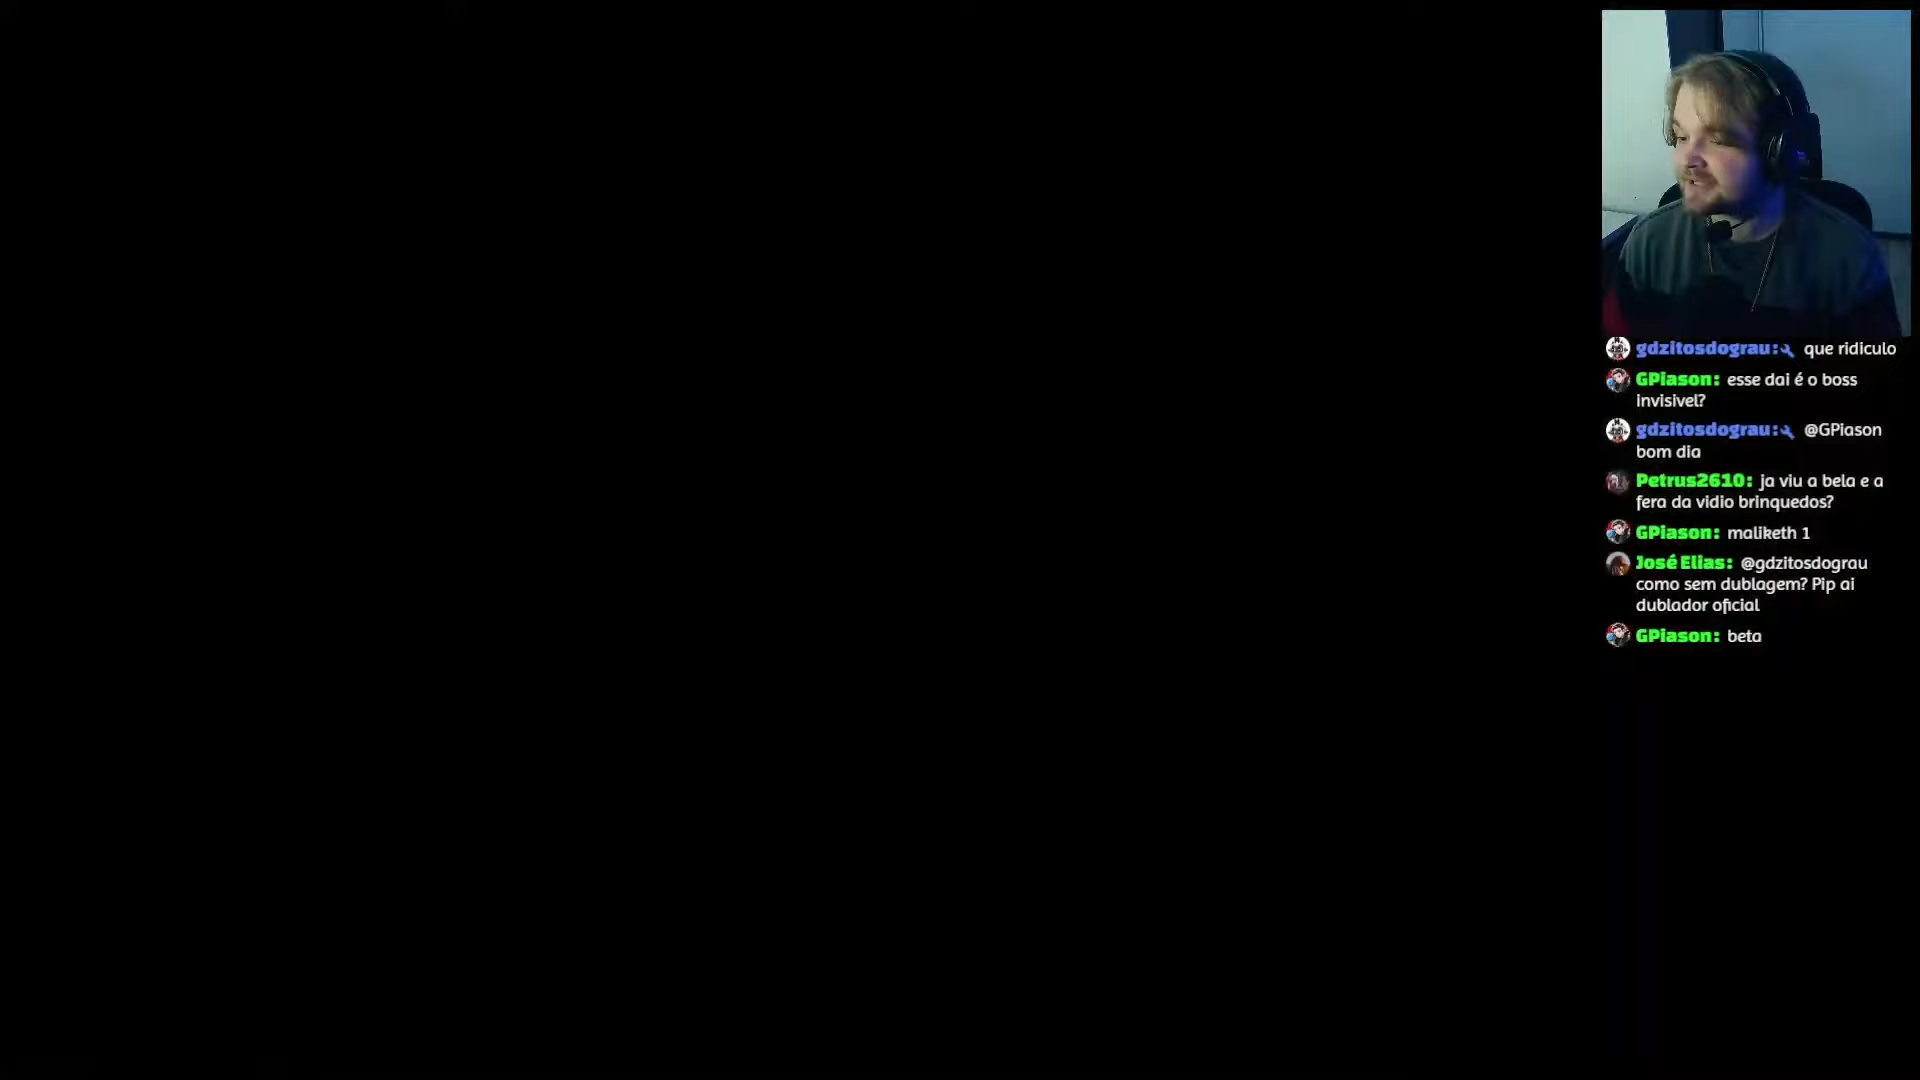 gdzitosdograu: que ridiculo
GPiason: esse dai é o boss
invisivel?
gdzitosdograu: @GPiason
bom dia
Petrus2610: ja viu a bela e a
fera da vidio brinquedos?
GPiason: maliketh 1
José Elias: @gdzitosdograu
como sem dublagem? Pip ai
dublador oficial
GPiason: beta